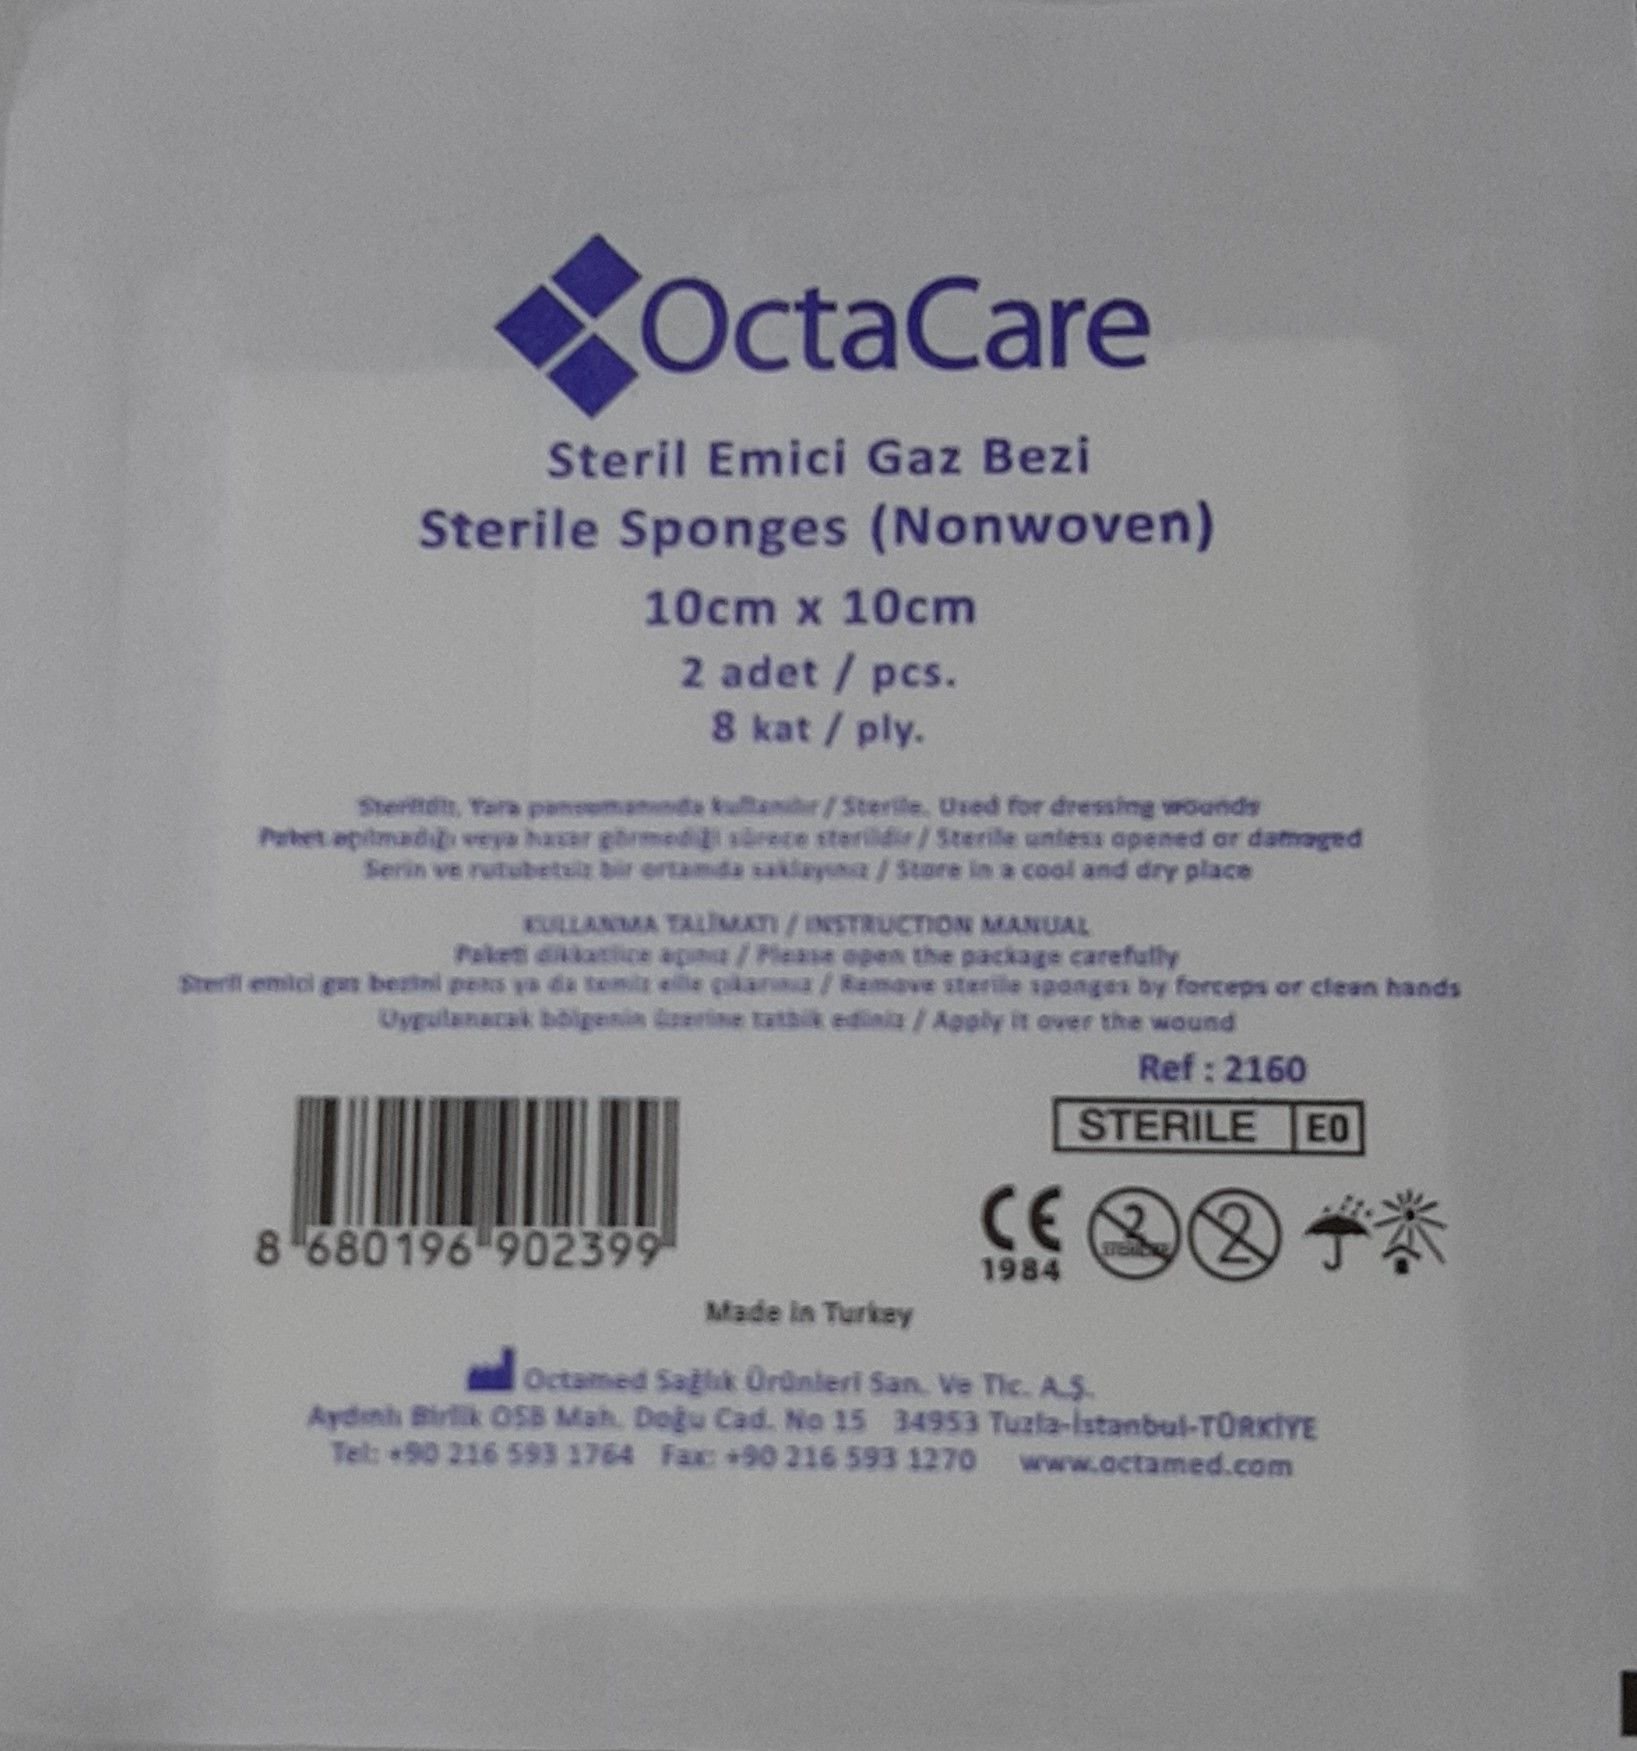 OctaCare
Steril Emici Gaz Bezi
Sterile Sponges (Nonwoven)
10cm x 10cm
2 adet / pcs.
8 kat / ply.
Sterildir, Yara pansumanında kullanılır / Sterile, Used for dressing wounds
Paket açılmadığı veya hasar görmediği sürece sterildir / Sterile unless opened or damaged
Serin ve rutubetsiz bir ortamda saklayınız / Store in a cool and dry place
KULLANMA TALİMATI / INSTRUCTION MANUAL
Paketi dikkatlice açınız / Please open the package carefully
Steril emici gas bezini pens ya da temiz elle çıkarınız / Remove sterile sponges by forceps or clean hands
Uygulanacak bölgenin üzerine tatbik ediniz / Apply it over the wound
Ref : 2160
STERILE EO
8 680196 902399
CE
1984
2
2
Made in Turkey
Octamed Sağlık Ürünleri San. Ve Tic. A.Ş.
Aydınlı Birlik OSB Mah. Doğu Cad. No 15 34953 Tuzla-İstanbul-TÜRKİYE
Tel: +90 216 593 1764 Fax: +90 216 593 1270 www.octamed.com